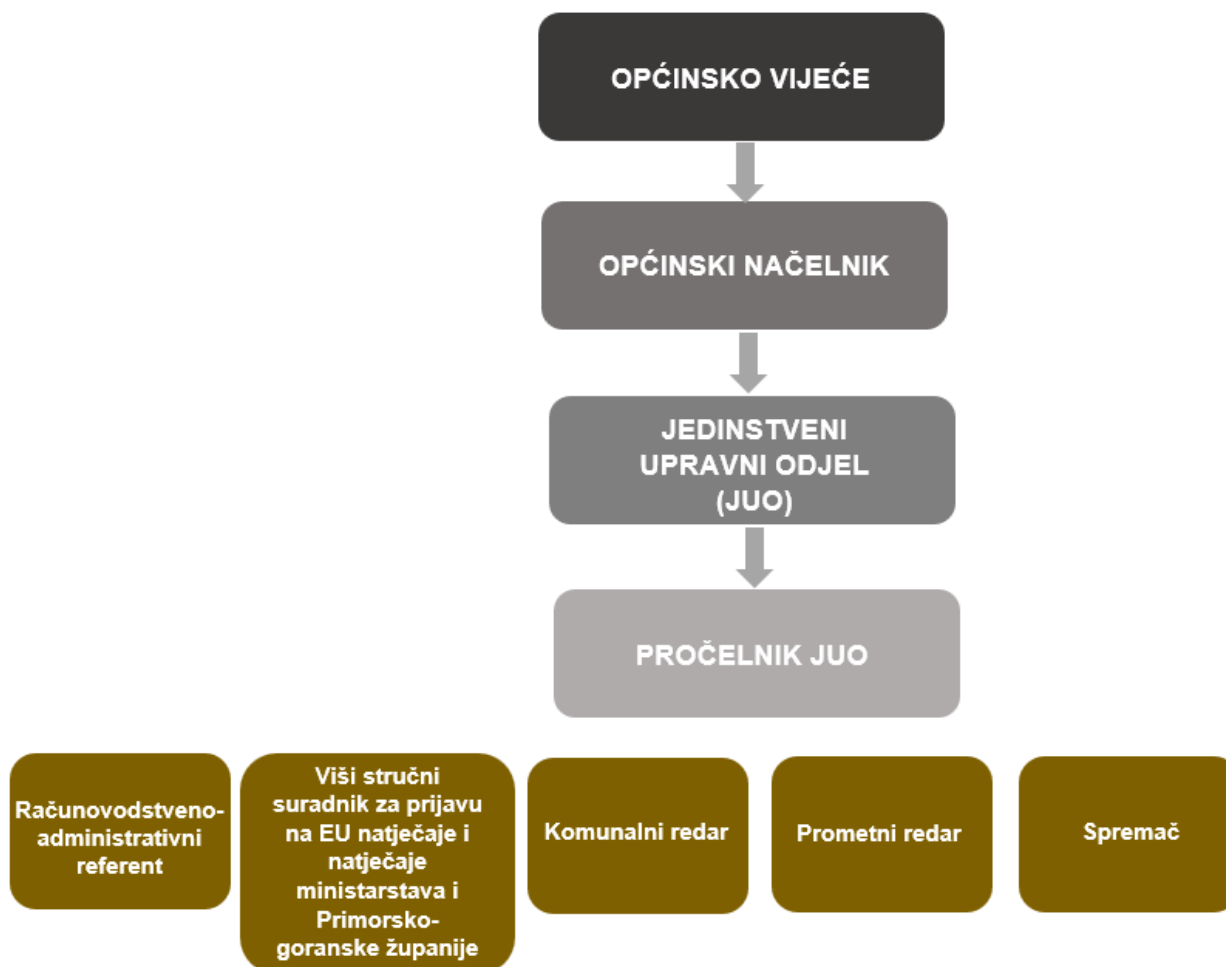 OPĆINSKO VIJEĆE
OPĆINSKI NAČELNIK
JEDINSTVENI
UPRAVNI ODJEL
(JUO)
PROČELNIK JUO
Računovodstveno-
administrativni
referent
Viši stručni
suradnik za prijavu
na EU natječaje i
natječaje
ministarstava i
Primorsko-
goranske županije
Komunalni redar
Prometni redar
Spremač